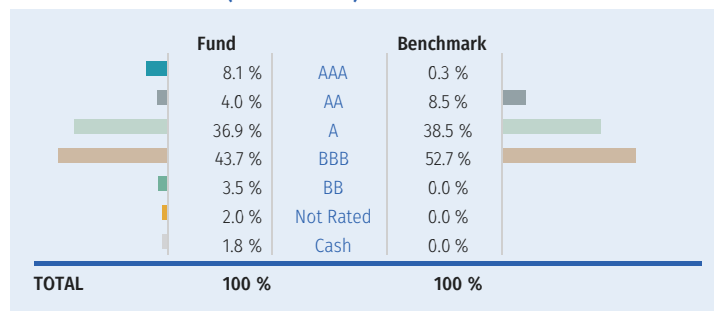 Fund Benchmark
8.1 % AAA 0.3 %
4.0 % AA 8.5 %
36.9 % A 38.5 %
43.7 % BBB 52.7 %
3.5 % BB 0.0 %
2.0 % Not Rated 0.0 %
1.8 % Cash 0.0 %
TOTAL 100 % 100 %